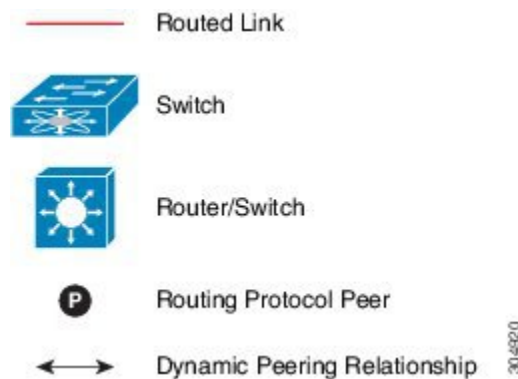 Routed Link
Switch
Router/Switch
P
Routing Protocol Peer
Dynamic Peering Relationship
304920